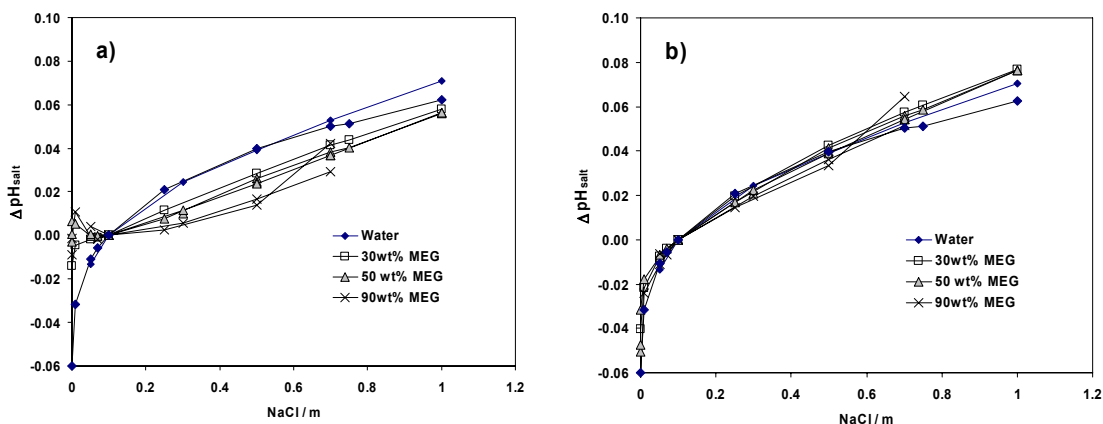 a)
ΔpHsalt
0.10
0.08
0.06
0.04
0.02
0.00
-0.02
-0.04
-0.06
0
0.2
0.4
0.6
0.8
1
1.2
NaCl / m
Water
30wt% MEG
50 wt% MEG
90wt% MEG
b)
ΔpHsalt
0.10
0.08
0.06
0.04
0.02
0.00
-0.02
-0.04
-0.06
0
0.2
0.4
0.6
0.8
1
1.2
NaCl / m
Water
30wt% MEG
50 wt% MEG
90wt% MEG